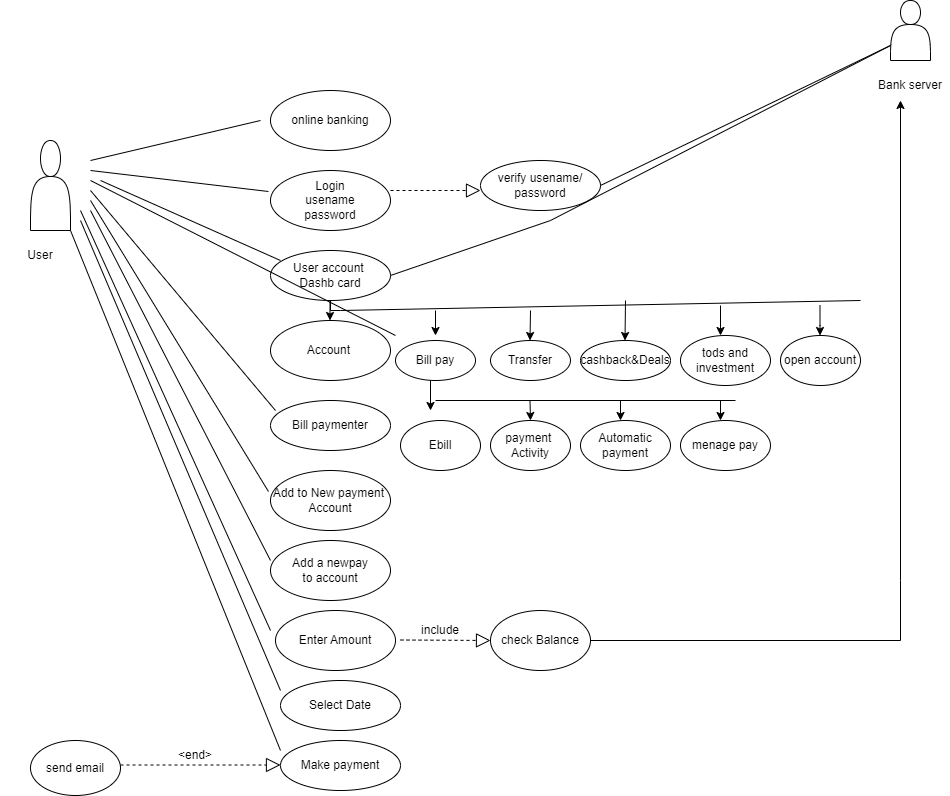 Bank server
online banking
User
Login
usename
password
verify usename/
password
User account
Dashb card
Account
Bill pay
Transfer
cashback&Deals
tods and
investment
open account
Bill paymenter
Ebill
payment
Activity
Automatic
payment
menage pay
Add to New payment
Account
Add a newpay
to account
Enter Amount
include
check Balance
Select Date
send email
<end>
Make payment